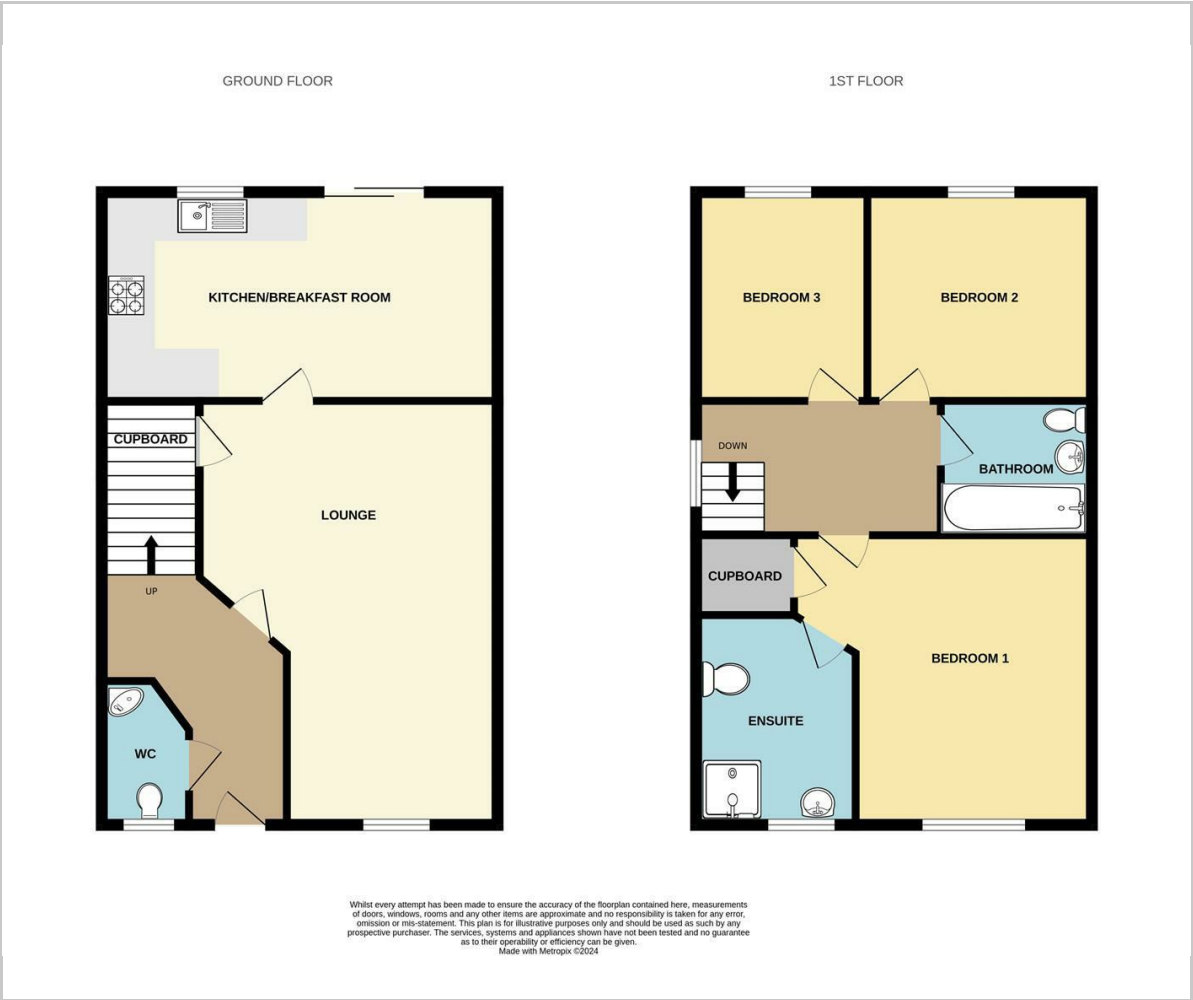 GROUND FLOOR
KITCHEN/BREAKFAST ROOM
CUPBOARD
LOUNGE
UP
WC
1ST FLOOR
BEDROOM 3
BEDROOM 2
DOWN
BATHROOM
CUPBOARD
BEDROOM 1
ENSUITE
Whilst every attempt has been made to ensure the accuracy of the floorplan contained here, measurements
of doors, windows, rooms and any other items are approximate and no responsibility is taken for any error,
omission or mis-statement. This plan is for illustrative purposes only and should be used as such by any
prospective purchaser. The services, systems and appliances shown have not been tested and no guarantee
as to their operability or efficiency can be given.
Made with Metropix ©2024